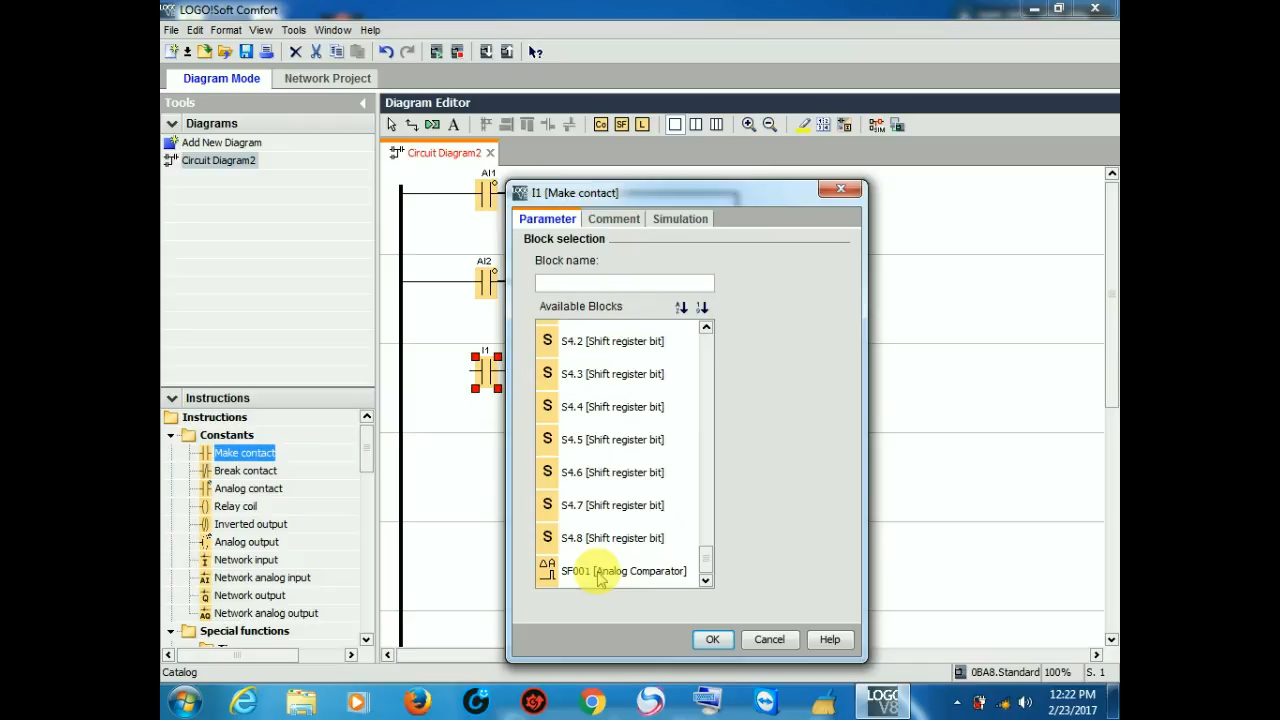 LOGO!Soft Comfort
File Edit Format View Tools Window Help
Diagram Mode Network Project
Tools
Diagrams
Add New Diagram
Circuit Diagram2
Instructions
Instructions
Constants
Make contact
Break contact
Analog contact
Relay coil
Inverted output
Analog output
Network input
Network analog input
Network output
Network analog output
Special functions
Catalog
Diagram Editor
A Co SF L
Circuit Diagram2
AI1
AI2
I1
I1 [Make contact]
Parameter Comment Simulation
Block selection
Block name:
Available Blocks
S S4.2 [Shift register bit]
S S4.3 [Shift register bit]
S S4.4 [Shift register bit]
S S4.5 [Shift register bit]
S S4.6 [Shift register bit]
S S4.7 [Shift register bit]
S S4.8 [Shift register bit]
ΔA SF001 [Analog Comparator]
OK Cancel Help
0BA8.Standard 100% S. 1
LOGO V8
12:22 PM
2/23/2017